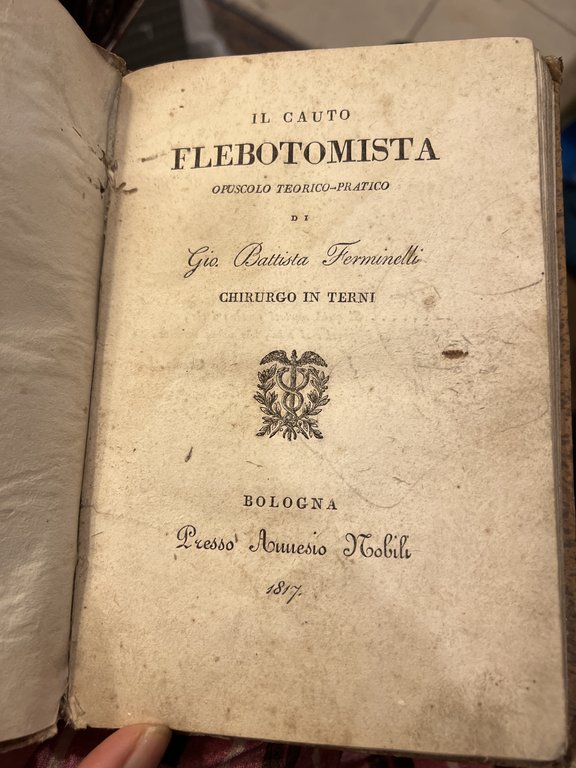 IL CAUTO
FLEBOTOMISTA
OPUSCOLO TEORICO-PRATICO
DI
Gio. Battista Ferminelli
CHIRURGO IN TERNI
BOLOGNA
Presso Annesio Nobili
1817.